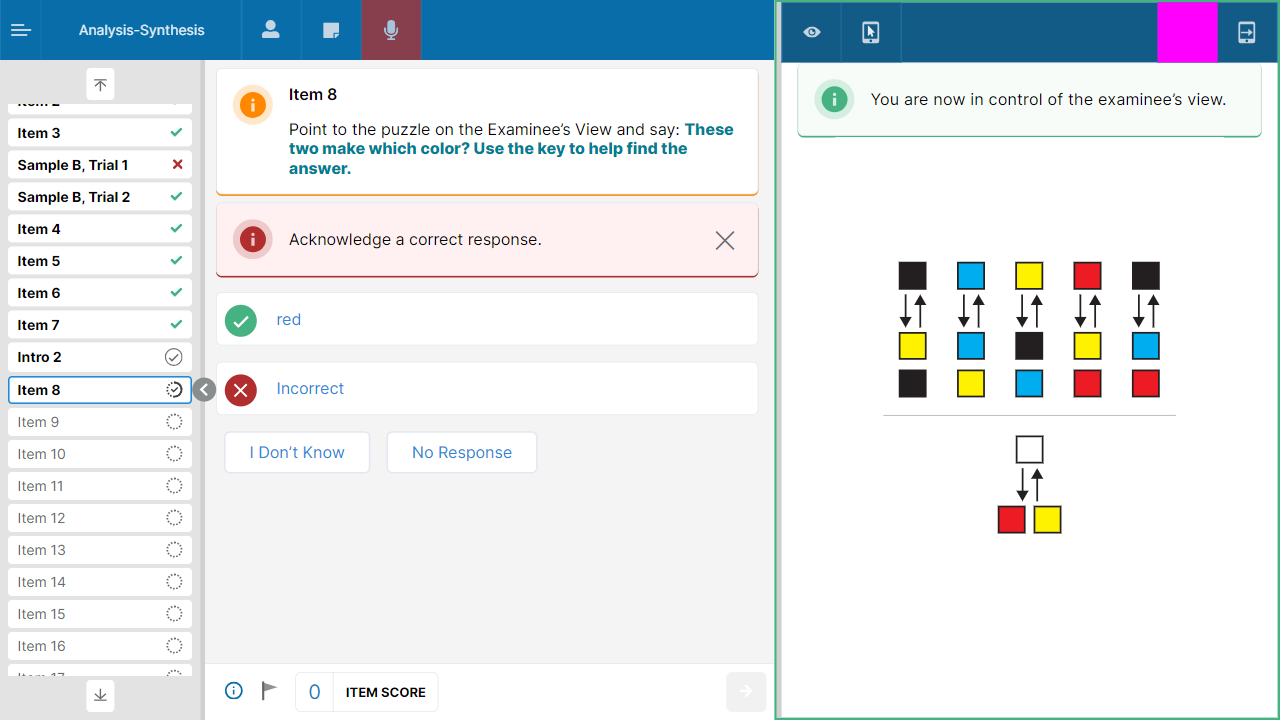 Analysis-Synthesis
Item 3
Sample B, Trial 1
Sample B, Trial 2
Item 4
Item 5
Item 6
Item 7
Intro 2
Item 8
Item 9
Item 10
Item 11
Item 12
Item 13
Item 14
Item 15
Item 16
Item 8
Point to the puzzle on the Examinee’s View and say: These
two make which color? Use the key to help find the
answer.
Acknowledge a correct response.
red
Incorrect
I Don’t Know
No Response
0 ITEM SCORE
You are now in control of the examinee’s view.